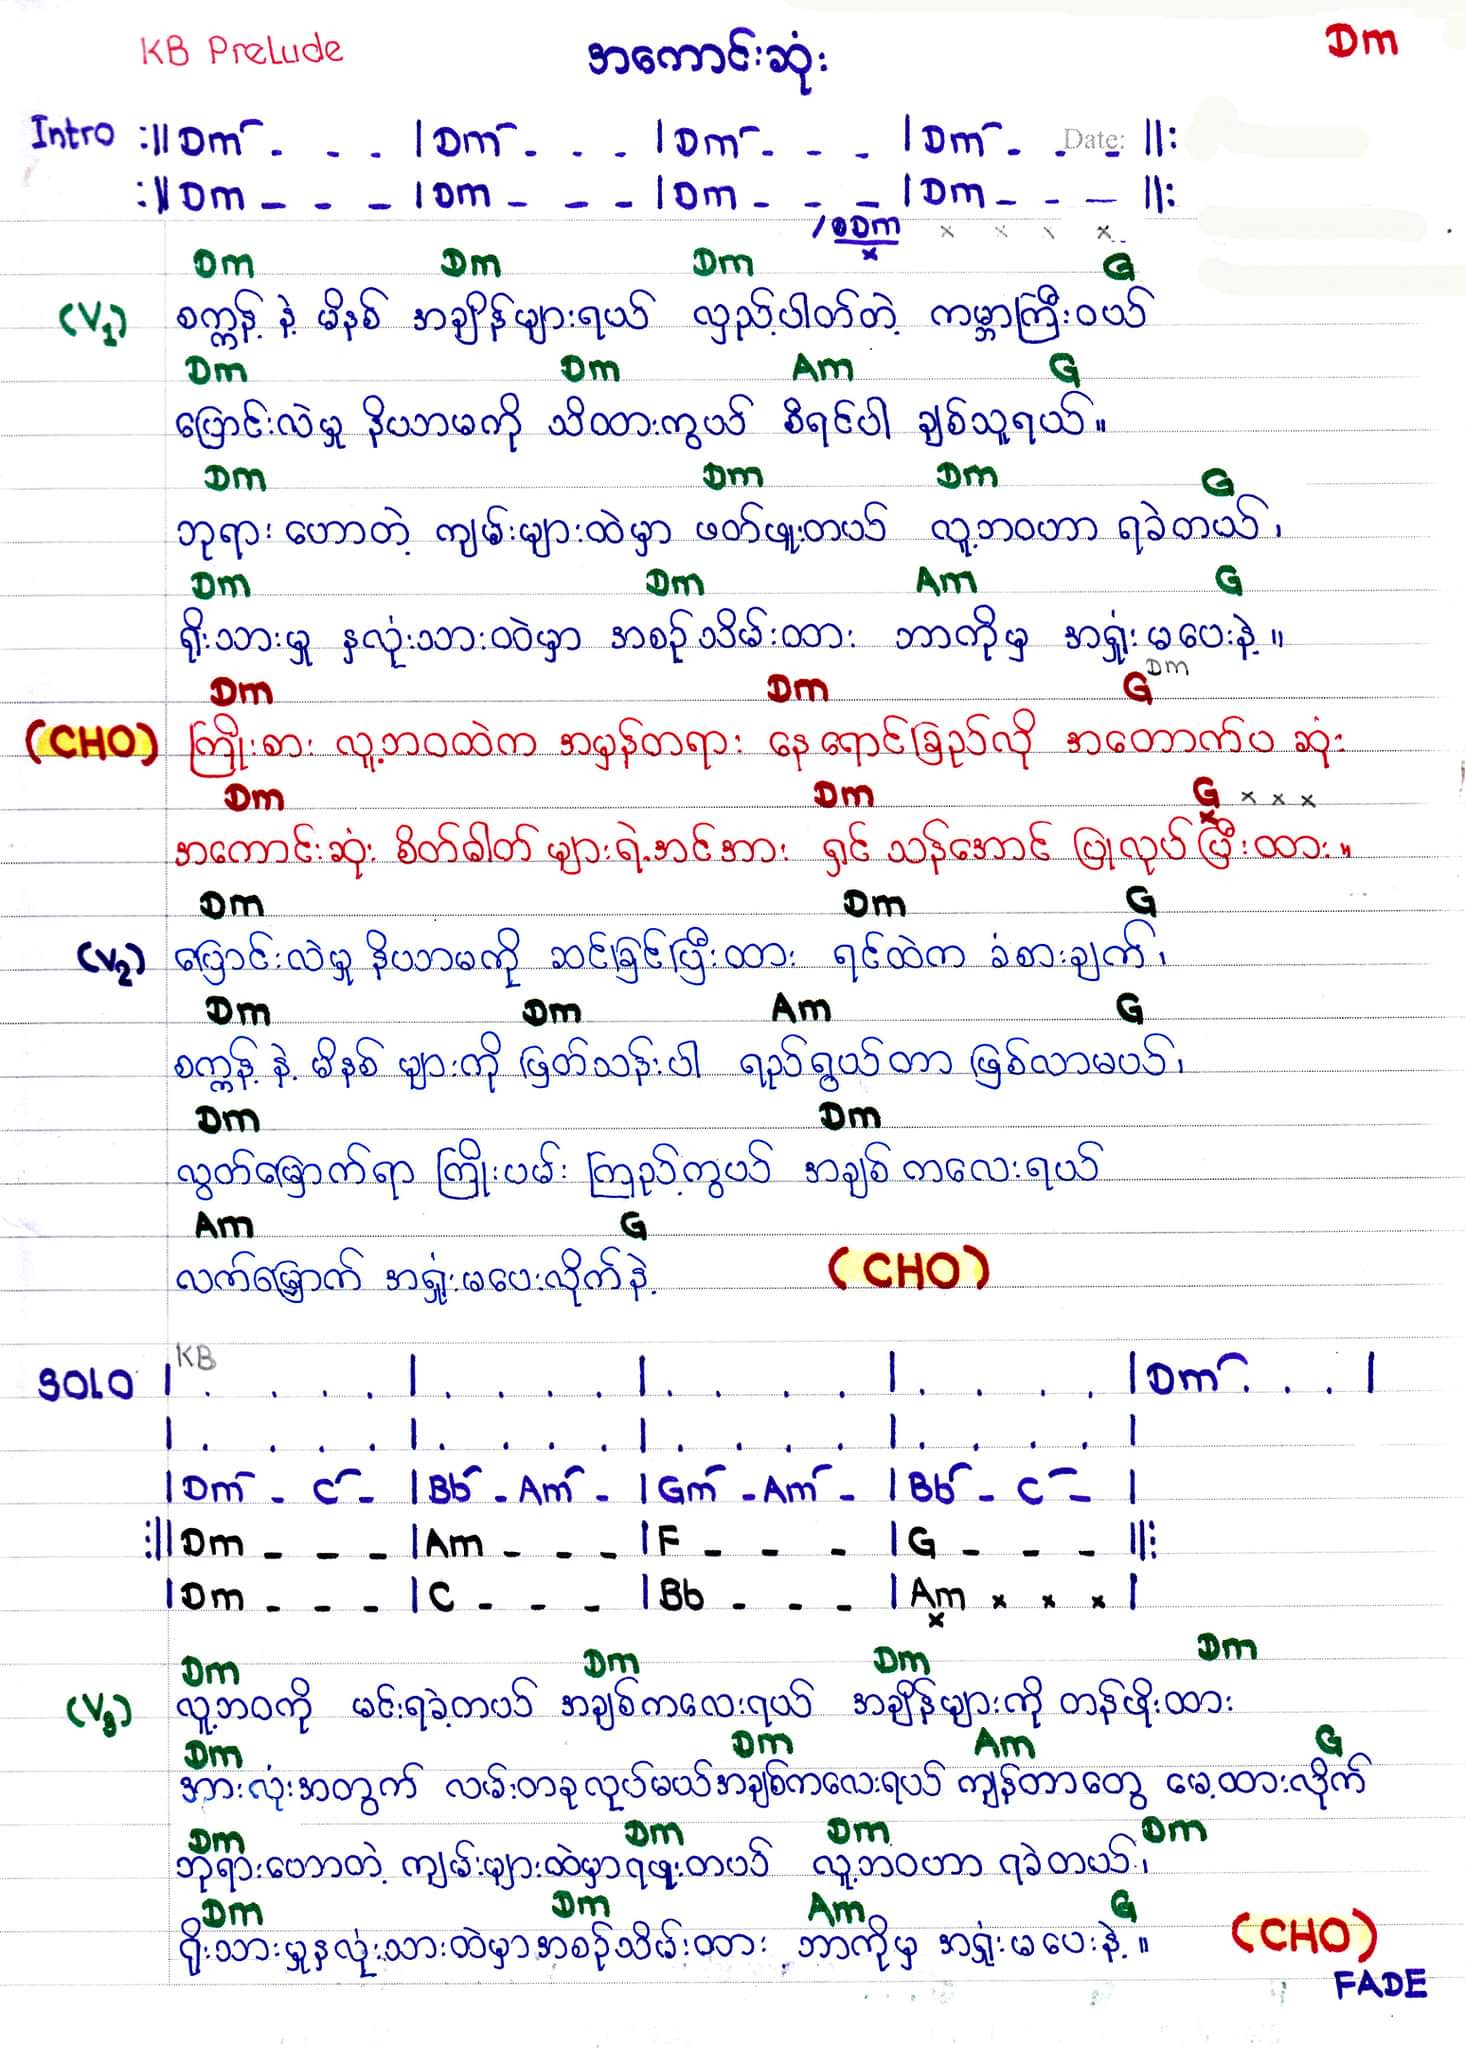 KB Prelude အကောင်းဆုံး Dm
Intro :||Dm - - - |Dm - - - |Dm - - - |Dm - - - ||:
Date:
:||Dm - - - |Dm - - - |Dm - - - |Dm - - - ||:
Dm x x x x
Dm Dm Dm G
(V1) စက္ကန့် နဲ့ မိနစ် အချိန်များရယ် လှည့်ပါတ်တဲ့ ကမ္ဘာကြီးဝယ်
Dm Dm Am G
ပြောင်းလဲမှု နိယာမကို သိထားကွယ် စီရင်ပါ ချစ်သူရယ်။
Dm Dm Dm G
ဘုရား ဟောတဲ့ ကျမ်းများထဲမှာ ဖတ်ဖူးတယ် လူ့ဘဝဟာ ရခဲတယ်၊
Dm Dm Am G
ရိုးသားမှု နှလုံးသားထဲမှာ အစဉ်သိမ်းထား ဘာကိုမှ အရှုံးမပေးနဲ့။
Dm Dm G Dm
(CHO) ကြိုးစား လူ့ဘဝထဲက အမှန်တရား နေရောင်ခြည်လို အတောက်ပ ဆုံး
Dm Dm G x x x
အကောင်းဆုံး စိတ်ဓါတ်များရဲ့အင်အား ရှင်သန်အောင် ပြုလုပ်ပြီးထား။
Dm Dm G
(V2) ပြောင်းလဲမှု နိယာမကို ဆင်ခြင်ပြီးထား ရင်ထဲက ခံစားချက်၊
Dm Dm Am G
စက္ကန့် နဲ့ မိနစ် များကို ဖြတ်သန်းပါ ရည်ရွယ်တာ ဖြစ်လာမယ်၊
Dm Dm
လွတ်မြောက်ရာ ကြိုးပမ်း ကြည့်ကွယ် အချစ်ကလေးရယ်
Am G
လက်မြှောက် အရှုံးမပေးလိုက်နဲ့ (CHO)
KB
SOLO | . . . . | . . . . | . . . . | . . . . |Dm . . . |
| . . . . | . . . . | . . . . | . . . . |
|Dm - C - |Bb - Am - |Gm - Am - |Bb - C - |
:||Dm - - - |Am - - - |F - - - |G - - - ||:
|Dm - - - |C - - - |Bb - - - |Am x x x |
x
Dm Dm Dm Dm
(V3) လူ့ဘဝကို မင်းရခဲ့တယ် အချစ်ကလေးရယ် အချိန်များကို တန်ဖိုးထား
Dm Dm Am G
အားလုံးအတွက် လမ်းတခုလုပ်မယ်အချစ်ကလေးရယ် ကျန်တာတွေ မေ့ထားလိုက်
Dm Dm Dm Dm
ဘုရားဟောတဲ့ ကျမ်းများထဲမှာရဖူးတယ် လူ့ဘဝဟာ ရခဲတယ်၊
Dm Dm Am G
ရိုးသားမှုနှလုံးသားထဲမှာအစဉ်သိမ်းထား ဘာကိုမှ အရှုံးမပေးနဲ့။ (CHO)
FADE